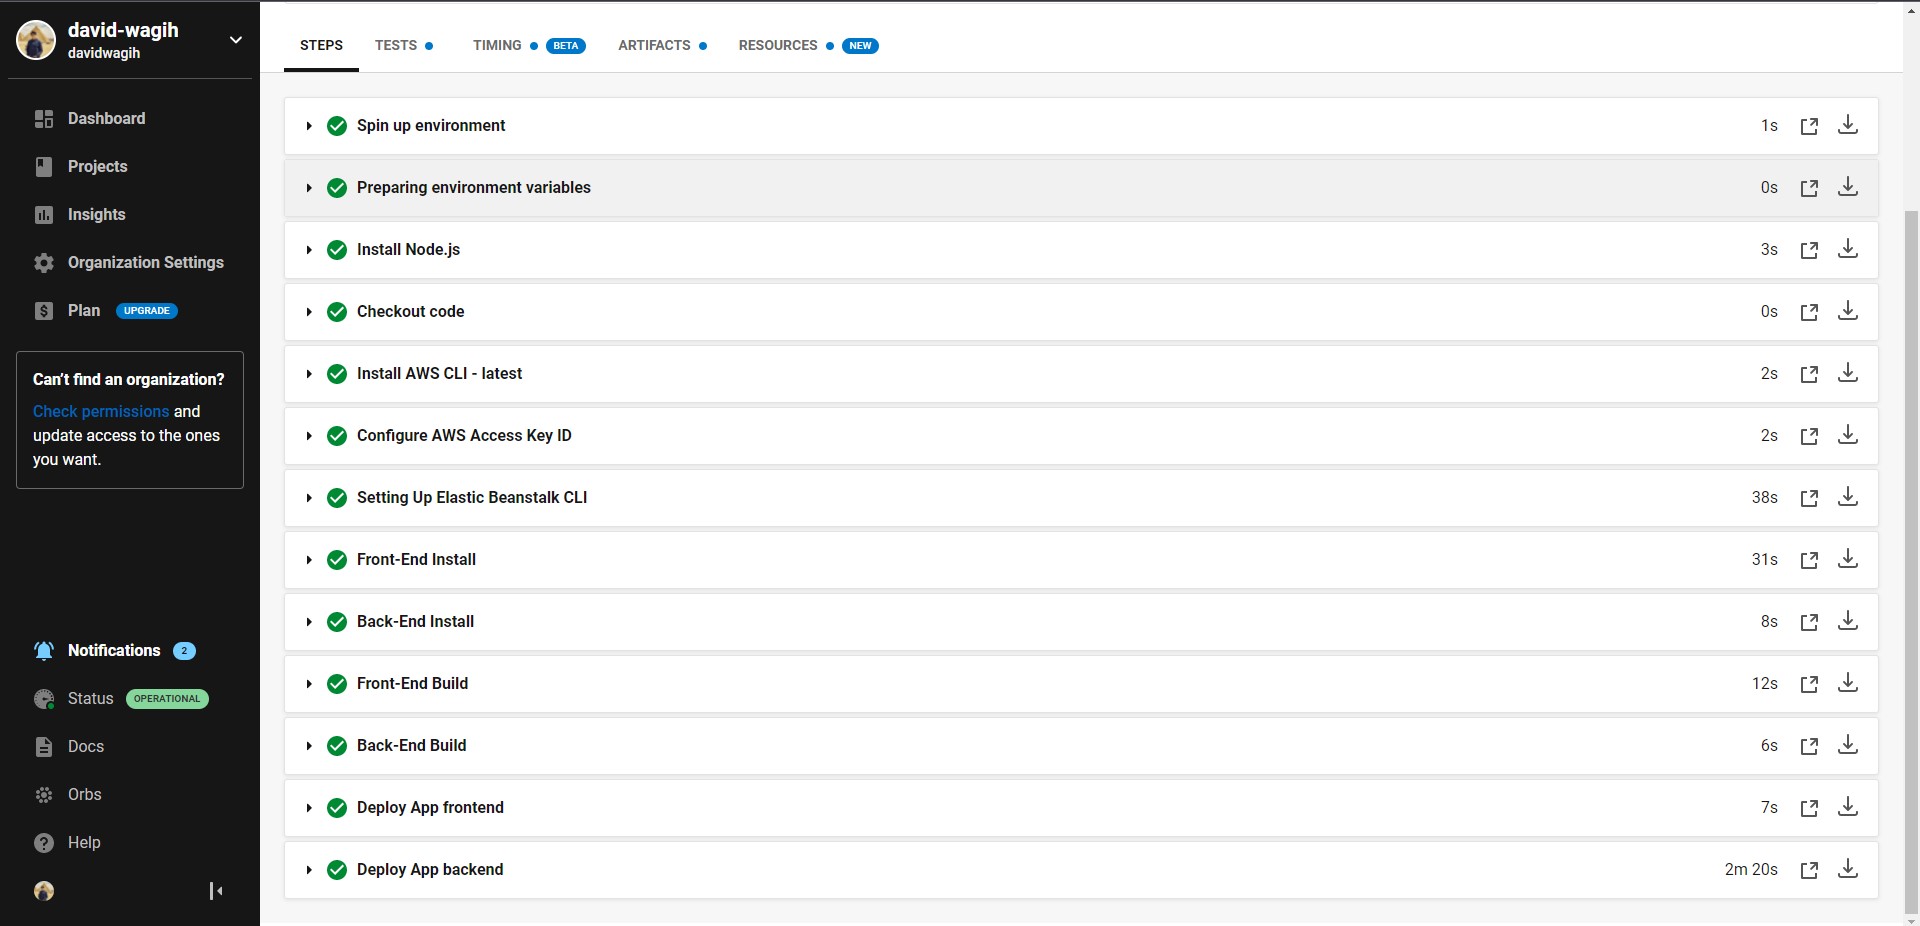 david-wagih
davidwagih
Dashboard
Projects
Insights
Organization Settings
Plan UPGRADE
Can't find an organization?
Check permissions and
update access to the ones
you want.
Notifications 2
Status OPERATIONAL
Docs
Orbs
Help
STEPS TESTS TIMING BETA ARTIFACTS RESOURCES NEW
Spin up environment 1s
Preparing environment variables 0s
Install Node.js 3s
Checkout code 0s
Install AWS CLI - latest 2s
Configure AWS Access Key ID 2s
Setting Up Elastic Beanstalk CLI 38s
Front-End Install 31s
Back-End Install 8s
Front-End Build 12s
Back-End Build 6s
Deploy App frontend 7s
Deploy App backend 2m 20s